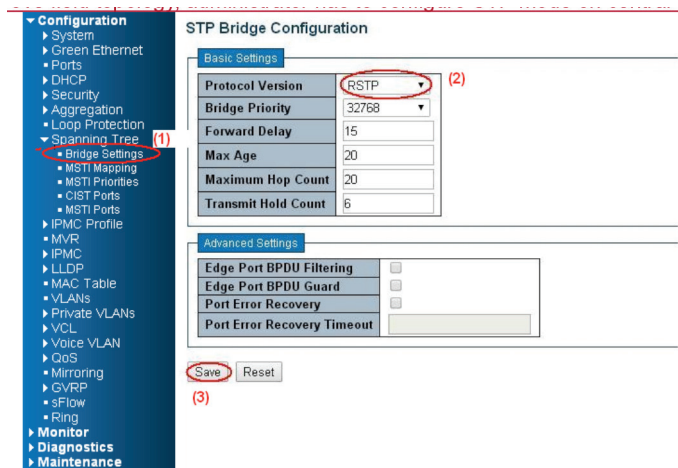 Configuration
System
Green Ethernet
Ports
DHCP
Security
Aggregation
Loop Protection
Spanning Tree (1)
Bridge Settings
MSTI Mapping
MSTI Priorities
CIST Ports
MSTI Ports
IPMC Profile
MVR
IPMC
LLDP
MAC Table
VLANs
Private VLANs
VCL
Voice VLAN
QoS
Mirroring
GVRP
sFlow
Ring
Monitor
Diagnostics
Maintenance
STP Bridge Configuration
Basic Settings
Protocol Version RSTP (2)
Bridge Priority 32768
Forward Delay 15
Max Age 20
Maximum Hop Count 20
Transmit Hold Count 6
Advanced Settings
Edge Port BPDU Filtering
Edge Port BPDU Guard
Port Error Recovery
Port Error Recovery Timeout
Save Reset
(3)